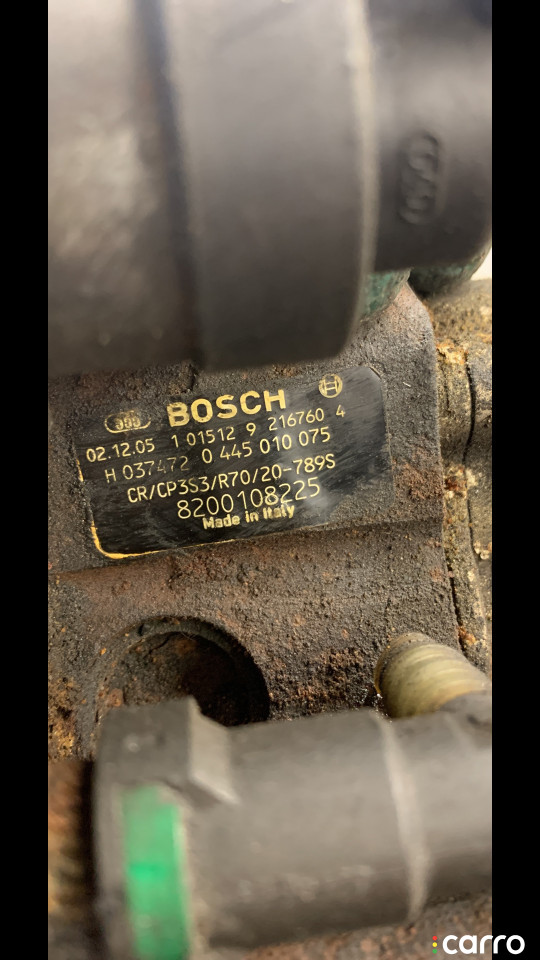 BOSCH
02.12.05 1 01512 9 216760 4
H 037472 0 445 010 075
CR/CP3S3/R70/20-789S
8200108225
Made in Italy
carro